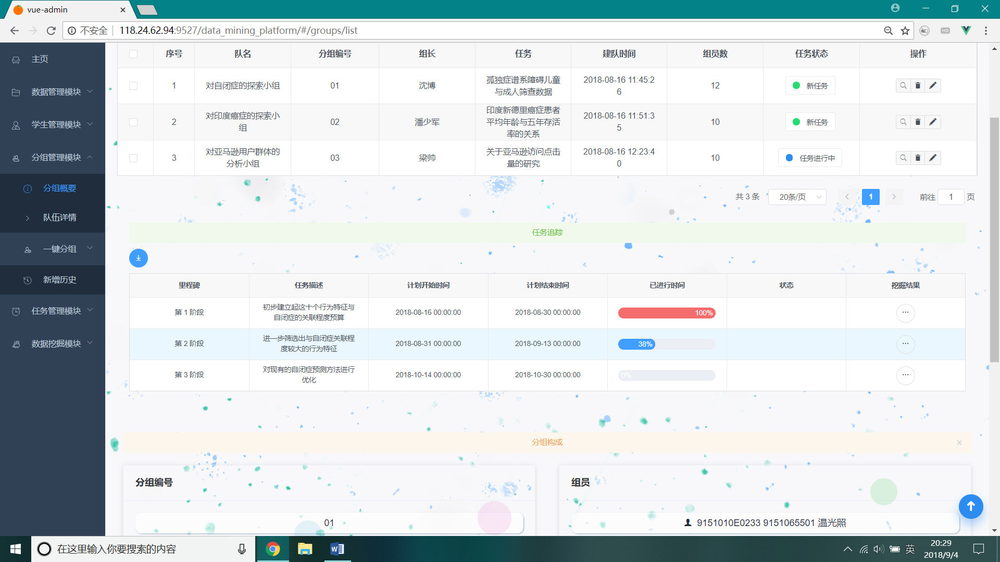 vue-admin
不安全 118.24.62.94:9527/data_mining_platform/#/groups/list
主页
数据管理模块
学生管理模块
分组管理模块
分组概要
队伍详情
一键分组
新增历史
任务管理模块
数据挖掘模块
序号 队名 分组编号 组长 任务 建队时间 组员数 任务状态 操作
1 对自闭症的探索小组 01 沈博 孤独症谱系障碍儿童 2018-08-16 11:45:2 12 新任务
与成人筛查数据 6
2 对印度癌症的探索小 02 潘少军 印度新德里癌症患者 2018-08-16 11:51:3 10 新任务
组 平均年龄与五年存活 5
率的关系
3 对亚马逊用户群体的 03 梁帅 关于亚马逊访问点击 2018-08-16 12:23:4 10 任务进行中
分析小组 量的研究 0
共 3 条 20条/页 1 前往 1 页
任务追踪
里程碑 任务描述 计划开始时间 计划结束时间 已进行时间 状态 挖掘结果
第 1 阶段 初步建立起这十个行为特征与 2018-08-16 00:00:00 2018-08-30 00:00:00 100% ...
自闭症的关联程度预算
第 2 阶段 进一步筛选出与自闭症关联程 2018-08-31 00:00:00 2018-09-13 00:00:00 38% ...
度较大的行为特征
第 3 阶段 对现有的自闭症预测方法进行 2018-10-14 00:00:00 2018-10-30 00:00:00 0% ...
优化
分组构成
分组编号
01
组员
9151010E0233 9151065501 温光照
在这里输入你要搜索的内容
英
20:29
2018/9/4